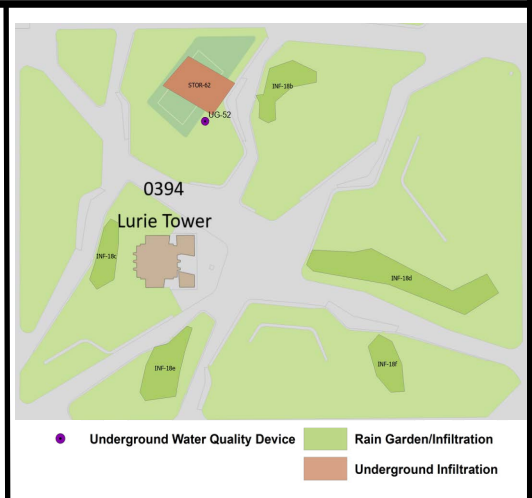 STOR-62
INF-18b
UG-52
0394
Lurie Tower
INF-18c
INF-18d
INF-18e
INF-18f
Underground Water Quality Device
Rain Garden/Infiltration
Underground Infiltration